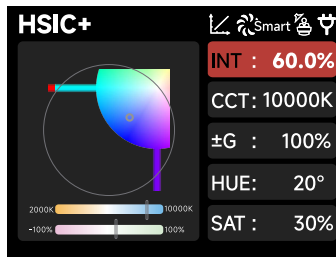 HSIC+
Smart
INT : 60.0%
CCT: 10000K
±G : 100%
HUE: 20°
SAT : 30%
2000K 10000K
-100% 100%